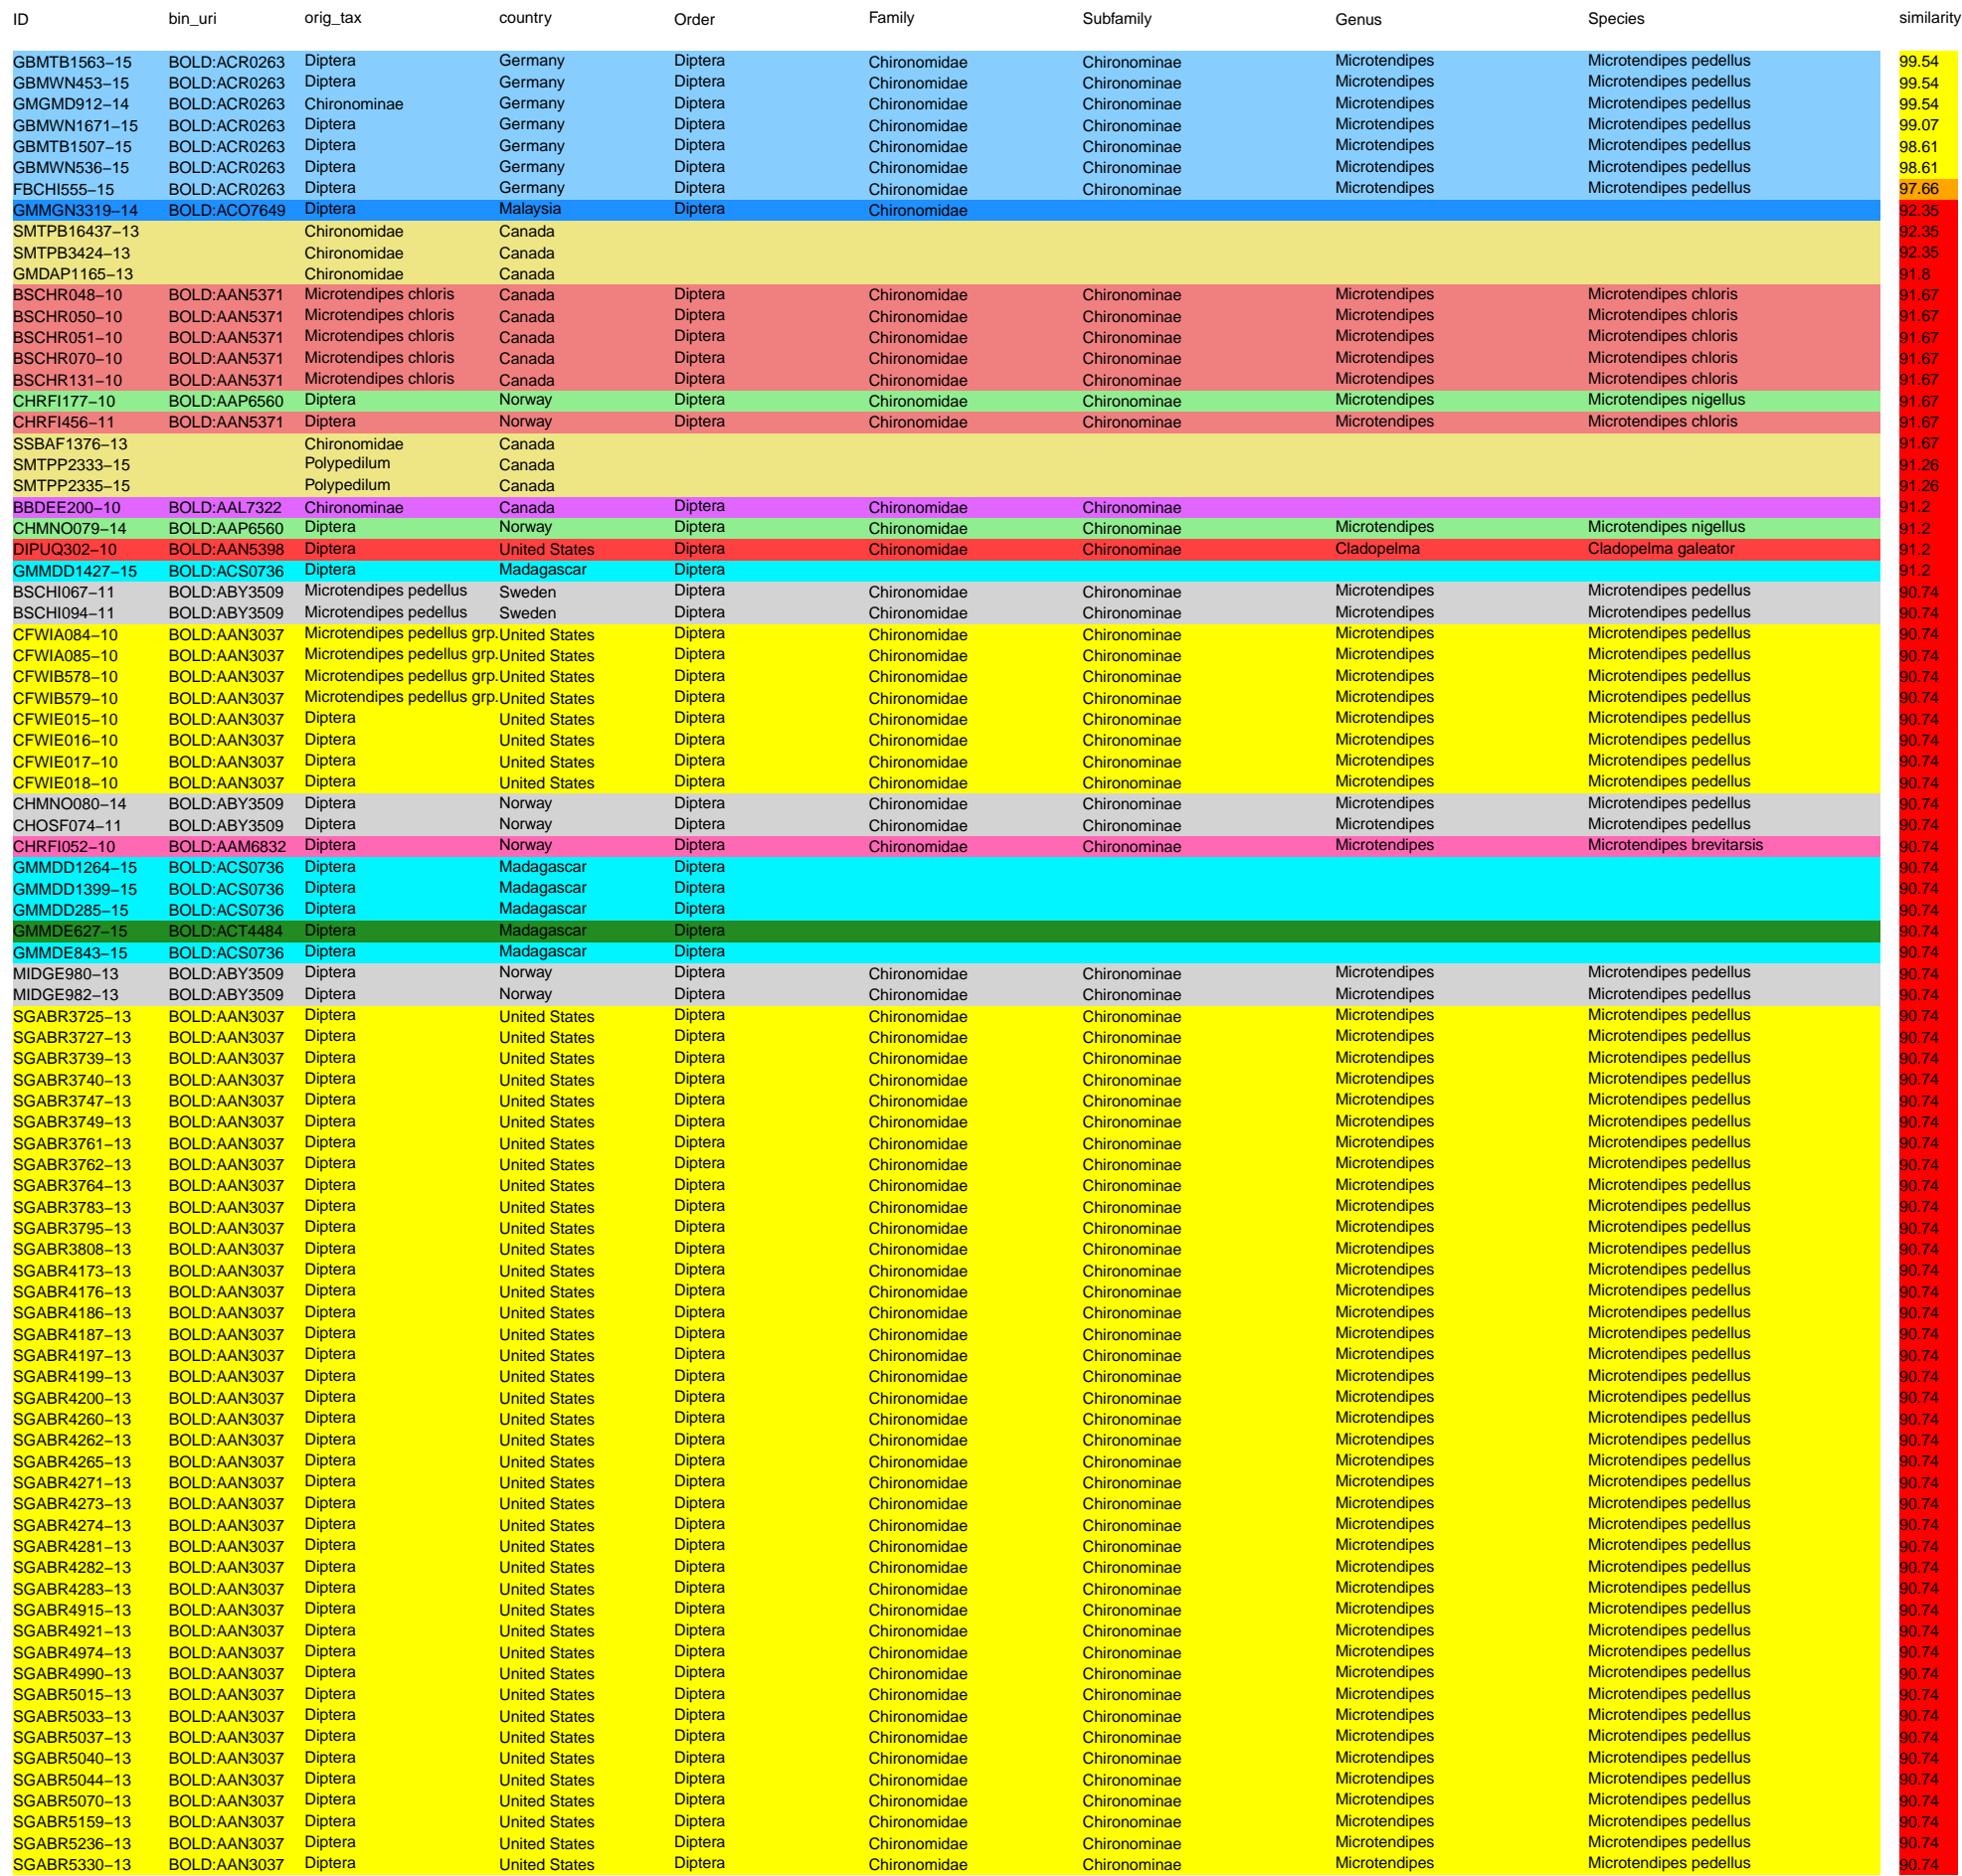 ID bin_uri orig_tax country Order Family Subfamily Genus Species similarity
GBMTB1563−15 BOLD:ACR0263 Diptera Germany Diptera Chironomidae Chironominae Microtendipes Microtendipes pedellus 99.54
GBMWN453−15 BOLD:ACR0263 Diptera Germany Diptera Chironomidae Chironominae Microtendipes Microtendipes pedellus 99.54
GMGMD912−14 BOLD:ACR0263 Chironominae Germany Diptera Chironomidae Chironominae Microtendipes Microtendipes pedellus 99.54
GBMWN1671−15 BOLD:ACR0263 Diptera Germany Diptera Chironomidae Chironominae Microtendipes Microtendipes pedellus 99.07
GBMTB1507−15 BOLD:ACR0263 Diptera Germany Diptera Chironomidae Chironominae Microtendipes Microtendipes pedellus 98.61
GBMWN536−15 BOLD:ACR0263 Diptera Germany Diptera Chironomidae Chironominae Microtendipes Microtendipes pedellus 98.61
FBCHI555−15 BOLD:ACR0263 Diptera Germany Diptera Chironomidae Chironominae Microtendipes Microtendipes pedellus 97.66
GMMGN3319−14 BOLD:ACO7649 Diptera Malaysia Diptera Chironomidae 92.35
SMTPB16437−13 Chironomidae Canada 92.35
SMTPB3424−13 Chironomidae Canada 92.35
GMDAP1165−13 Chironomidae Canada 91.8
BSCHR048−10 BOLD:AAN5371 Microtendipes chloris Canada Diptera Chironomidae Chironominae Microtendipes Microtendipes chloris 91.67
BSCHR050−10 BOLD:AAN5371 Microtendipes chloris Canada Diptera Chironomidae Chironominae Microtendipes Microtendipes chloris 91.67
BSCHR051−10 BOLD:AAN5371 Microtendipes chloris Canada Diptera Chironomidae Chironominae Microtendipes Microtendipes chloris 91.67
BSCHR070−10 BOLD:AAN5371 Microtendipes chloris Canada Diptera Chironomidae Chironominae Microtendipes Microtendipes chloris 91.67
BSCHR131−10 BOLD:AAN5371 Microtendipes chloris Canada Diptera Chironomidae Chironominae Microtendipes Microtendipes chloris 91.67
CHRFI177−10 BOLD:AAP6560 Diptera Norway Diptera Chironomidae Chironominae Microtendipes Microtendipes nigellus 91.67
CHRFI456−11 BOLD:AAN5371 Diptera Norway Diptera Chironomidae Chironominae Microtendipes Microtendipes chloris 91.67
SSBAF1376−13 Chironomidae Canada 91.67
SMTPP2333−15 Polypedilum Canada 91.26
SMTPP2335−15 Polypedilum Canada 91.26
BBDEE200−10 BOLD:AAL7322 Chironominae Canada Diptera Chironomidae Chironominae 91.2
CHMNO079−14 BOLD:AAP6560 Diptera Norway Diptera Chironomidae Chironominae Microtendipes Microtendipes nigellus 91.2
DIPUQ302−10 BOLD:AAN5398 Diptera United States Diptera Chironomidae Chironominae Cladopelma Cladopelma galeator 91.2
GMMDD1427−15 BOLD:ACS0736 Diptera Madagascar Diptera 91.2
BSCHI067−11 BOLD:ABY3509 Microtendipes pedellus Sweden Diptera Chironomidae Chironominae Microtendipes Microtendipes pedellus 90.74
BSCHI094−11 BOLD:ABY3509 Microtendipes pedellus Sweden Diptera Chironomidae Chironominae Microtendipes Microtendipes pedellus 90.74
CFWIA084−10 BOLD:AAN3037 Microtendipes pedellus grp. United States Diptera Chironomidae Chironominae Microtendipes Microtendipes pedellus 90.74
CFWIA085−10 BOLD:AAN3037 Microtendipes pedellus grp. United States Diptera Chironomidae Chironominae Microtendipes Microtendipes pedellus 90.74
CFWIB578−10 BOLD:AAN3037 Microtendipes pedellus grp. United States Diptera Chironomidae Chironominae Microtendipes Microtendipes pedellus 90.74
CFWIB579−10 BOLD:AAN3037 Microtendipes pedellus grp. United States Diptera Chironomidae Chironominae Microtendipes Microtendipes pedellus 90.74
CFWIE015−10 BOLD:AAN3037 Diptera United States Diptera Chironomidae Chironominae Microtendipes Microtendipes pedellus 90.74
CFWIE016−10 BOLD:AAN3037 Diptera United States Diptera Chironomidae Chironominae Microtendipes Microtendipes pedellus 90.74
CFWIE017−10 BOLD:AAN3037 Diptera United States Diptera Chironomidae Chironominae Microtendipes Microtendipes pedellus 90.74
CFWIE018−10 BOLD:AAN3037 Diptera United States Diptera Chironomidae Chironominae Microtendipes Microtendipes pedellus 90.74
CHMNO080−14 BOLD:ABY3509 Diptera Norway Diptera Chironomidae Chironominae Microtendipes Microtendipes pedellus 90.74
CHOSF074−11 BOLD:ABY3509 Diptera Norway Diptera Chironomidae Chironominae Microtendipes Microtendipes pedellus 90.74
CHRFI052−10 BOLD:AAM6832 Diptera Norway Diptera Chironomidae Chironominae Microtendipes Microtendipes brevitarsis 90.74
GMMDD1264−15 BOLD:ACS0736 Diptera Madagascar Diptera 90.74
GMMDD1399−15 BOLD:ACS0736 Diptera Madagascar Diptera 90.74
GMMDD285−15 BOLD:ACS0736 Diptera Madagascar Diptera 90.74
GMMDE627−15 BOLD:ACT4484 Diptera Madagascar Diptera 90.74
GMMDE843−15 BOLD:ACS0736 Diptera Madagascar Diptera 90.74
MIDGE980−13 BOLD:ABY3509 Diptera Norway Diptera Chironomidae Chironominae Microtendipes Microtendipes pedellus 90.74
MIDGE982−13 BOLD:ABY3509 Diptera Norway Diptera Chironomidae Chironominae Microtendipes Microtendipes pedellus 90.74
SGABR3725−13 BOLD:AAN3037 Diptera United States Diptera Chironomidae Chironominae Microtendipes Microtendipes pedellus 90.74
SGABR3727−13 BOLD:AAN3037 Diptera United States Diptera Chironomidae Chironominae Microtendipes Microtendipes pedellus 90.74
SGABR3739−13 BOLD:AAN3037 Diptera United States Diptera Chironomidae Chironominae Microtendipes Microtendipes pedellus 90.74
SGABR3740−13 BOLD:AAN3037 Diptera United States Diptera Chironomidae Chironominae Microtendipes Microtendipes pedellus 90.74
SGABR3747−13 BOLD:AAN3037 Diptera United States Diptera Chironomidae Chironominae Microtendipes Microtendipes pedellus 90.74
SGABR3749−13 BOLD:AAN3037 Diptera United States Diptera Chironomidae Chironominae Microtendipes Microtendipes pedellus 90.74
SGABR3761−13 BOLD:AAN3037 Diptera United States Diptera Chironomidae Chironominae Microtendipes Microtendipes pedellus 90.74
SGABR3762−13 BOLD:AAN3037 Diptera United States Diptera Chironomidae Chironominae Microtendipes Microtendipes pedellus 90.74
SGABR3764−13 BOLD:AAN3037 Diptera United States Diptera Chironomidae Chironominae Microtendipes Microtendipes pedellus 90.74
SGABR3783−13 BOLD:AAN3037 Diptera United States Diptera Chironomidae Chironominae Microtendipes Microtendipes pedellus 90.74
SGABR3795−13 BOLD:AAN3037 Diptera United States Diptera Chironomidae Chironominae Microtendipes Microtendipes pedellus 90.74
SGABR3808−13 BOLD:AAN3037 Diptera United States Diptera Chironomidae Chironominae Microtendipes Microtendipes pedellus 90.74
SGABR4173−13 BOLD:AAN3037 Diptera United States Diptera Chironomidae Chironominae Microtendipes Microtendipes pedellus 90.74
SGABR4176−13 BOLD:AAN3037 Diptera United States Diptera Chironomidae Chironominae Microtendipes Microtendipes pedellus 90.74
SGABR4186−13 BOLD:AAN3037 Diptera United States Diptera Chironomidae Chironominae Microtendipes Microtendipes pedellus 90.74
SGABR4187−13 BOLD:AAN3037 Diptera United States Diptera Chironomidae Chironominae Microtendipes Microtendipes pedellus 90.74
SGABR4197−13 BOLD:AAN3037 Diptera United States Diptera Chironomidae Chironominae Microtendipes Microtendipes pedellus 90.74
SGABR4199−13 BOLD:AAN3037 Diptera United States Diptera Chironomidae Chironominae Microtendipes Microtendipes pedellus 90.74
SGABR4200−13 BOLD:AAN3037 Diptera United States Diptera Chironomidae Chironominae Microtendipes Microtendipes pedellus 90.74
SGABR4260−13 BOLD:AAN3037 Diptera United States Diptera Chironomidae Chironominae Microtendipes Microtendipes pedellus 90.74
SGABR4262−13 BOLD:AAN3037 Diptera United States Diptera Chironomidae Chironominae Microtendipes Microtendipes pedellus 90.74
SGABR4265−13 BOLD:AAN3037 Diptera United States Diptera Chironomidae Chironominae Microtendipes Microtendipes pedellus 90.74
SGABR4271−13 BOLD:AAN3037 Diptera United States Diptera Chironomidae Chironominae Microtendipes Microtendipes pedellus 90.74
SGABR4273−13 BOLD:AAN3037 Diptera United States Diptera Chironomidae Chironominae Microtendipes Microtendipes pedellus 90.74
SGABR4274−13 BOLD:AAN3037 Diptera United States Diptera Chironomidae Chironominae Microtendipes Microtendipes pedellus 90.74
SGABR4281−13 BOLD:AAN3037 Diptera United States Diptera Chironomidae Chironominae Microtendipes Microtendipes pedellus 90.74
SGABR4282−13 BOLD:AAN3037 Diptera United States Diptera Chironomidae Chironominae Microtendipes Microtendipes pedellus 90.74
SGABR4283−13 BOLD:AAN3037 Diptera United States Diptera Chironomidae Chironominae Microtendipes Microtendipes pedellus 90.74
SGABR4915−13 BOLD:AAN3037 Diptera United States Diptera Chironomidae Chironominae Microtendipes Microtendipes pedellus 90.74
SGABR4921−13 BOLD:AAN3037 Diptera United States Diptera Chironomidae Chironominae Microtendipes Microtendipes pedellus 90.74
SGABR4974−13 BOLD:AAN3037 Diptera United States Diptera Chironomidae Chironominae Microtendipes Microtendipes pedellus 90.74
SGABR4990−13 BOLD:AAN3037 Diptera United States Diptera Chironomidae Chironominae Microtendipes Microtendipes pedellus 90.74
SGABR5015−13 BOLD:AAN3037 Diptera United States Diptera Chironomidae Chironominae Microtendipes Microtendipes pedellus 90.74
SGABR5033−13 BOLD:AAN3037 Diptera United States Diptera Chironomidae Chironominae Microtendipes Microtendipes pedellus 90.74
SGABR5037−13 BOLD:AAN3037 Diptera United States Diptera Chironomidae Chironominae Microtendipes Microtendipes pedellus 90.74
SGABR5040−13 BOLD:AAN3037 Diptera United States Diptera Chironomidae Chironominae Microtendipes Microtendipes pedellus 90.74
SGABR5044−13 BOLD:AAN3037 Diptera United States Diptera Chironomidae Chironominae Microtendipes Microtendipes pedellus 90.74
SGABR5070−13 BOLD:AAN3037 Diptera United States Diptera Chironomidae Chironominae Microtendipes Microtendipes pedellus 90.74
SGABR5159−13 BOLD:AAN3037 Diptera United States Diptera Chironomidae Chironominae Microtendipes Microtendipes pedellus 90.74
SGABR5236−13 BOLD:AAN3037 Diptera United States Diptera Chironomidae Chironominae Microtendipes Microtendipes pedellus 90.74
SGABR5330−13 BOLD:AAN3037 Diptera United States Diptera Chironomidae Chironominae Microtendipes Microtendipes pedellus 90.74